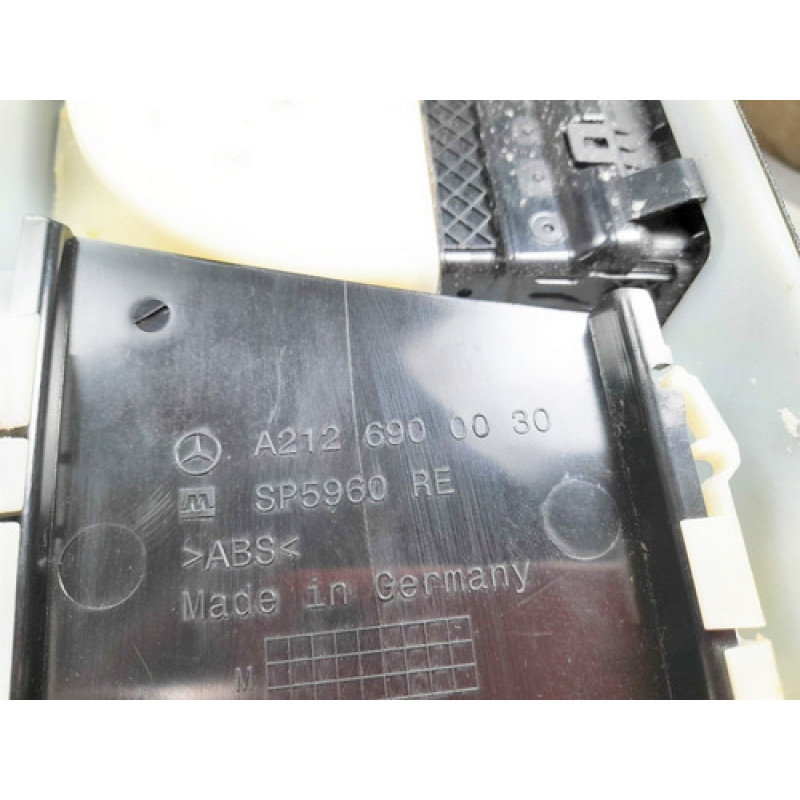 A212 690 00 30
SP5960 RE
>ABS<
Made in Germany
M